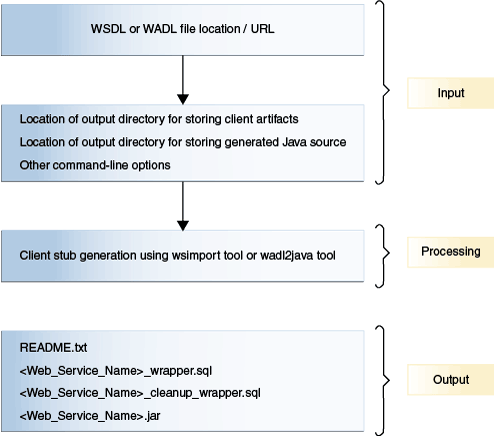 WSDL or WADL file location / URL
Location of output directory for storing client artifacts
Location of output directory for storing generated Java source
Other command-line options
Input
Client stub generation using wsimport tool or wadl2java tool
Processing
README.txt
<Web_Service_Name>_wrapper.sql
<Web_Service_Name>_cleanup_wrapper.sql
<Web_Service_Name>.jar
Output